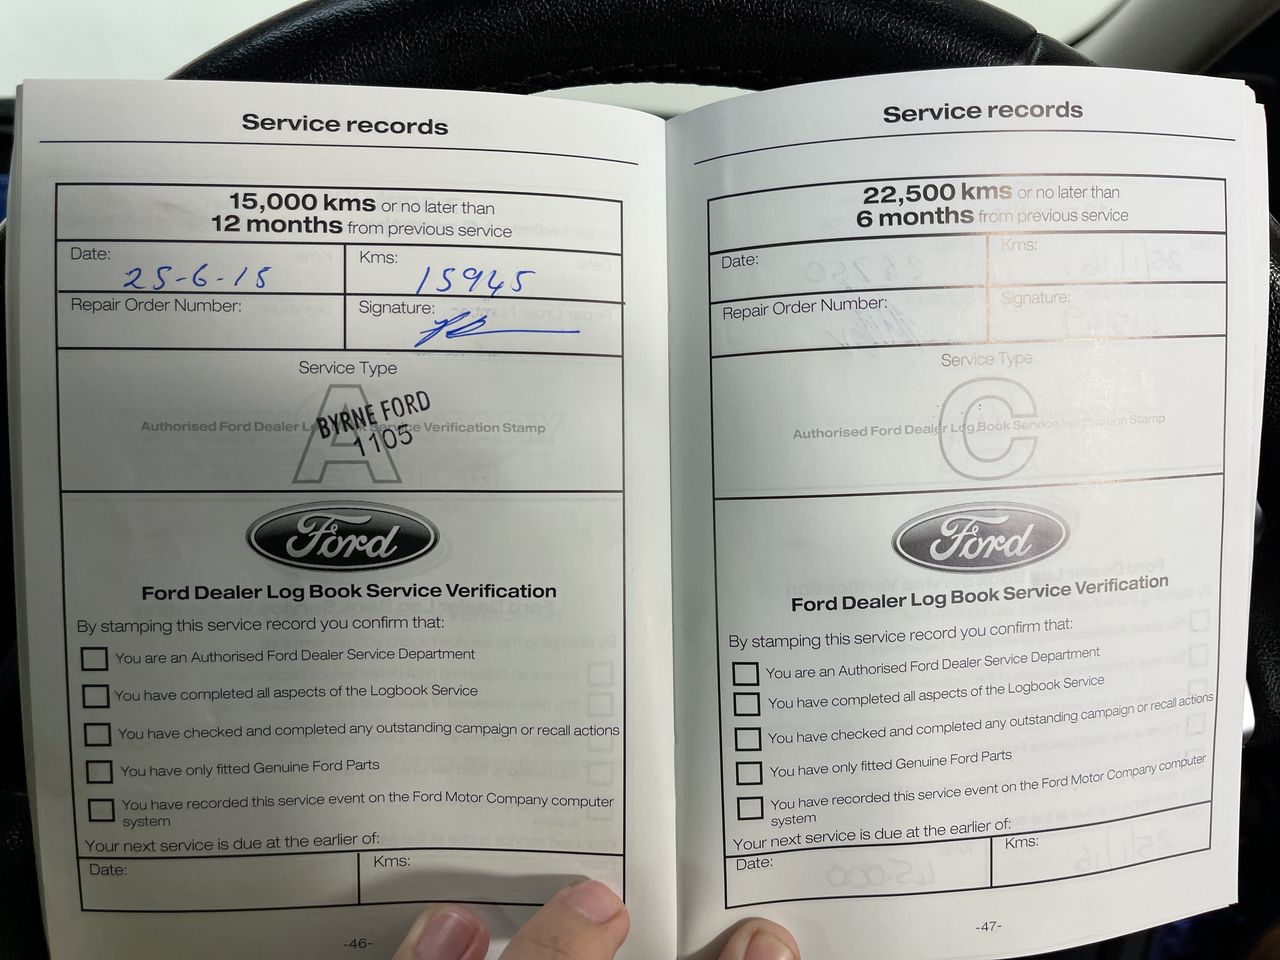 Service records
15,000 kms or no later than
12 months from previous service
Date:
25-6-15
Kms:
15945
Repair Order Number:
Signature:
Service Type
A
Authorised Ford Dealer Log Book Service Verification Stamp
BYRNE FORD
1105
Ford
Ford Dealer Log Book Service Verification
By stamping this service record you confirm that:
You are an Authorised Ford Dealer Service Department
You have completed all aspects of the Logbook Service
You have checked and completed any outstanding campaign or recall actions
You have only fitted Genuine Ford Parts
You have recorded this service event on the Ford Motor Company computer
system
Your next service is due at the earlier of:
Date:
Kms:
-46-
Service records
22,500 kms or no later than
6 months from previous service
Date:
Kms:
Repair Order Number:
Signature:
Service Type
C
Authorised Ford Dealer Log Book Service Verification Stamp
Ford
Ford Dealer Log Book Service Verification
By stamping this service record you confirm that:
You are an Authorised Ford Dealer Service Department
You have completed all aspects of the Logbook Service
You have checked and completed any outstanding campaign or recall actions
You have only fitted Genuine Ford Parts
You have recorded this service event on the Ford Motor Company computer
system
Your next service is due at the earlier of:
Date:
Kms:
-47-